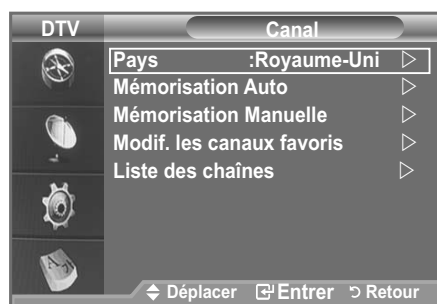 DTV
Canal
Pays :Royaume-Uni
Mémorisation Auto
Mémorisation Manuelle
Modif. les canaux favoris
Liste des chaînes
Déplacer Entrer Retour